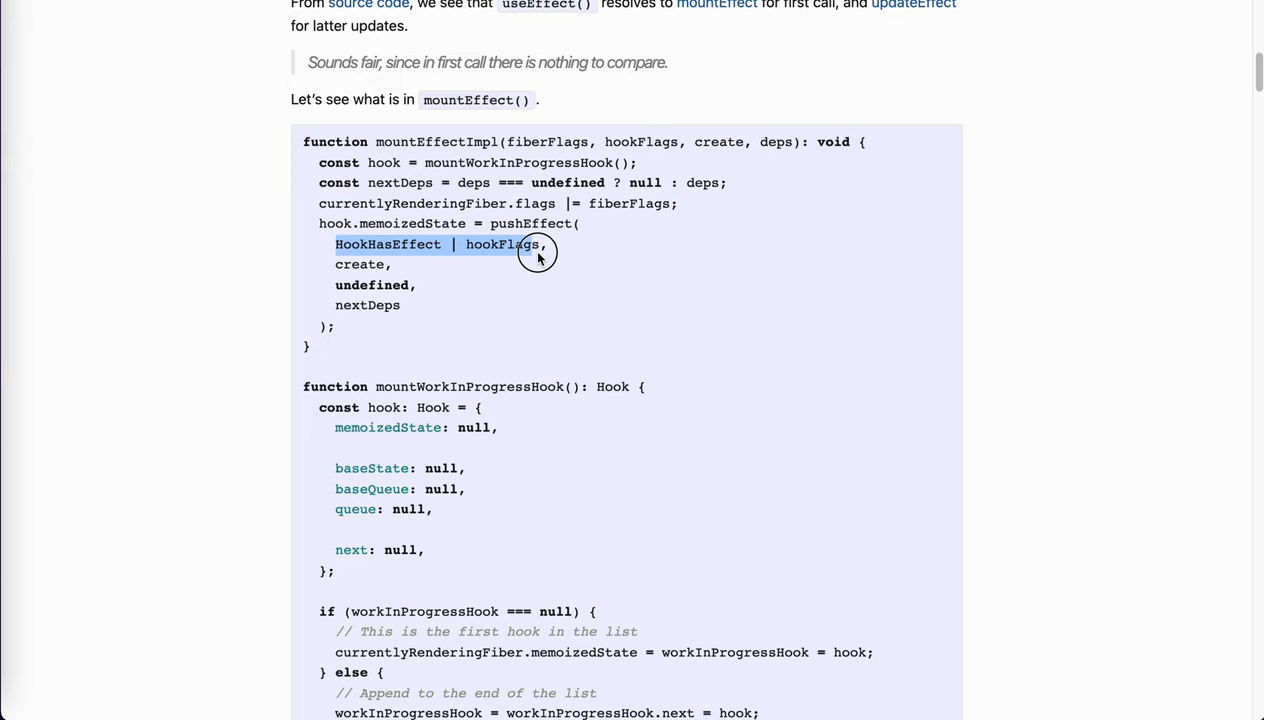 From source code, we see that useEffect() resolves to mountEffect for first call, and updateEffect
for latter updates.
Sounds fair, since in first call there is nothing to compare.
Let's see what is in mountEffect().
function mountEffectImpl(fiberFlags, hookFlags, create, deps): void {
  const hook = mountWorkInProgressHook();
  const nextDeps = deps === undefined ? null : deps;
  currentlyRenderingFiber.flags |= fiberFlags;
  hook.memoizedState = pushEffect(
    HookHasEffect | hookFlags,
    create,
    undefined,
    nextDeps
  );
}
function mountWorkInProgressHook(): Hook {
  const hook: Hook = {
    memoizedState: null,
    baseState: null,
    baseQueue: null,
    queue: null,
    next: null,
  };
  if (workInProgressHook === null) {
    // This is the first hook in the list
    currentlyRenderingFiber.memoizedState = workInProgressHook = hook;
  } else {
    // Append to the end of the list
    workInProgressHook = workInProgressHook.next = hook;